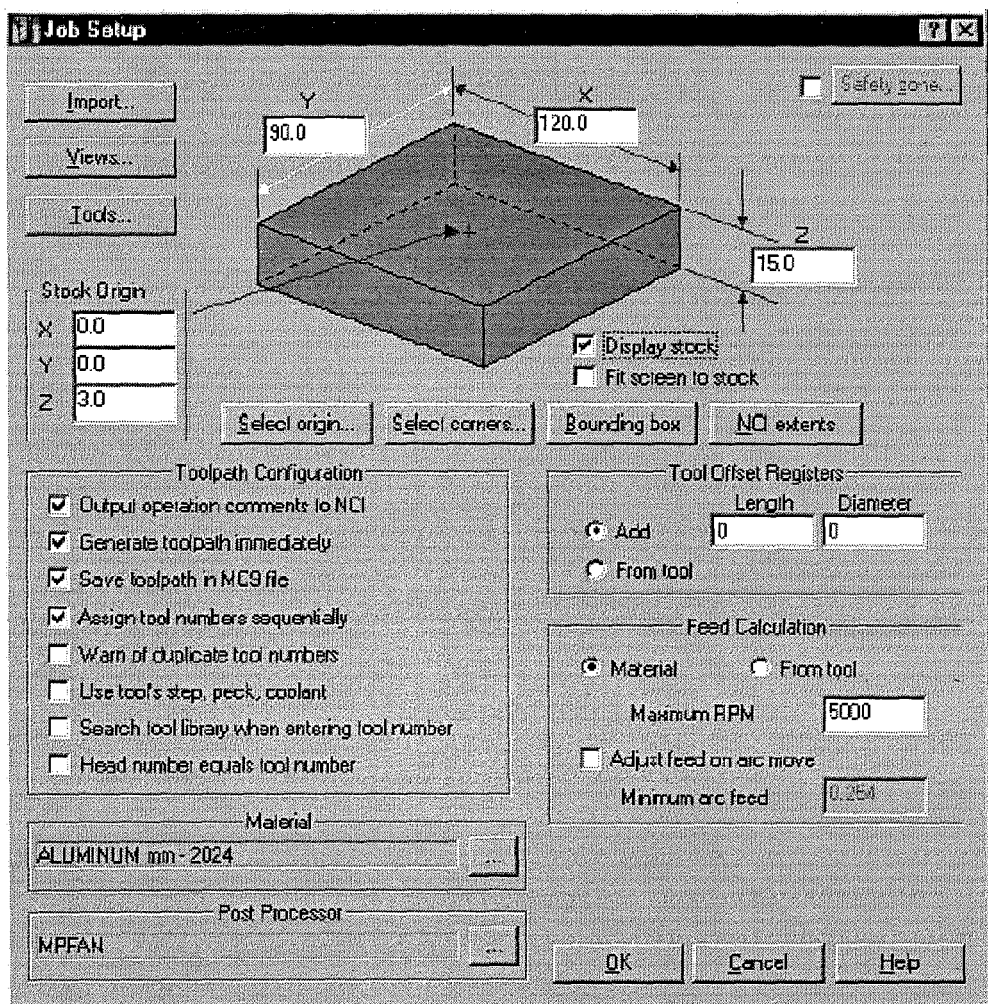 Job Setup
Import...
Views...
Tools...
Y
90.0
X
120.0
Safety zone...
Z
15.0
Stock Origin
X 0.0
Y 0.0
Z 3.0
Display stock
Fit screen to stock
Select origin...
Select corners...
Bounding box
NCI extents
Toolpath Configuration
Output operation comments to NCI
Generate toolpath immediately
Save toolpath in MC9 file
Assign tool numbers sequentially
Warn of duplicate tool numbers
Use tool's step, peck, coolant
Search tool library when entering tool number
Head number equals tool number
Tool Offset Registers
Length Diameter
Add 0 0
From tool
Feed Calculation
Material From tool
Maximum RPM 5000
Adjust feed on arc move
Minimum arc feed 0.254
Material
ALUMINUM mm - 2024
...
Post Processor
MPFAN
...
OK
Cancel
Help